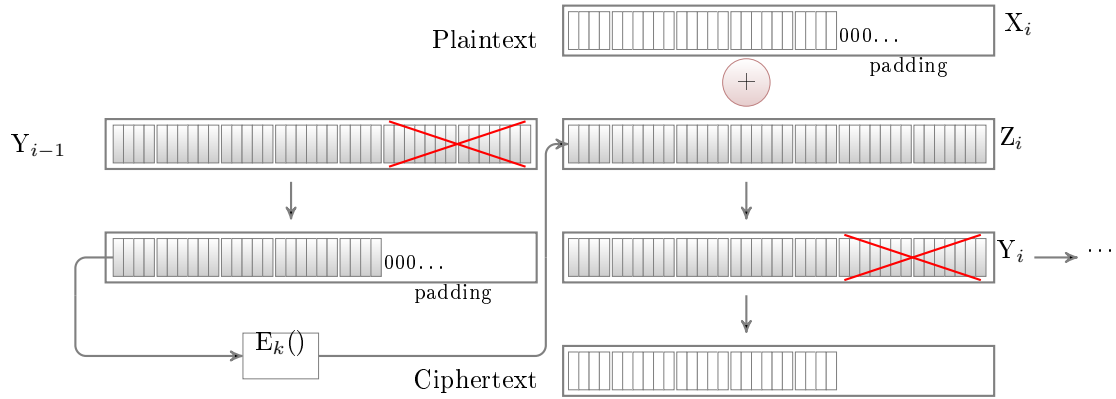 Plaintext
000...
padding
X_i
+
Y_{i−1}
Z_i
000...
padding
Y_i
...
E_k()
Ciphertext